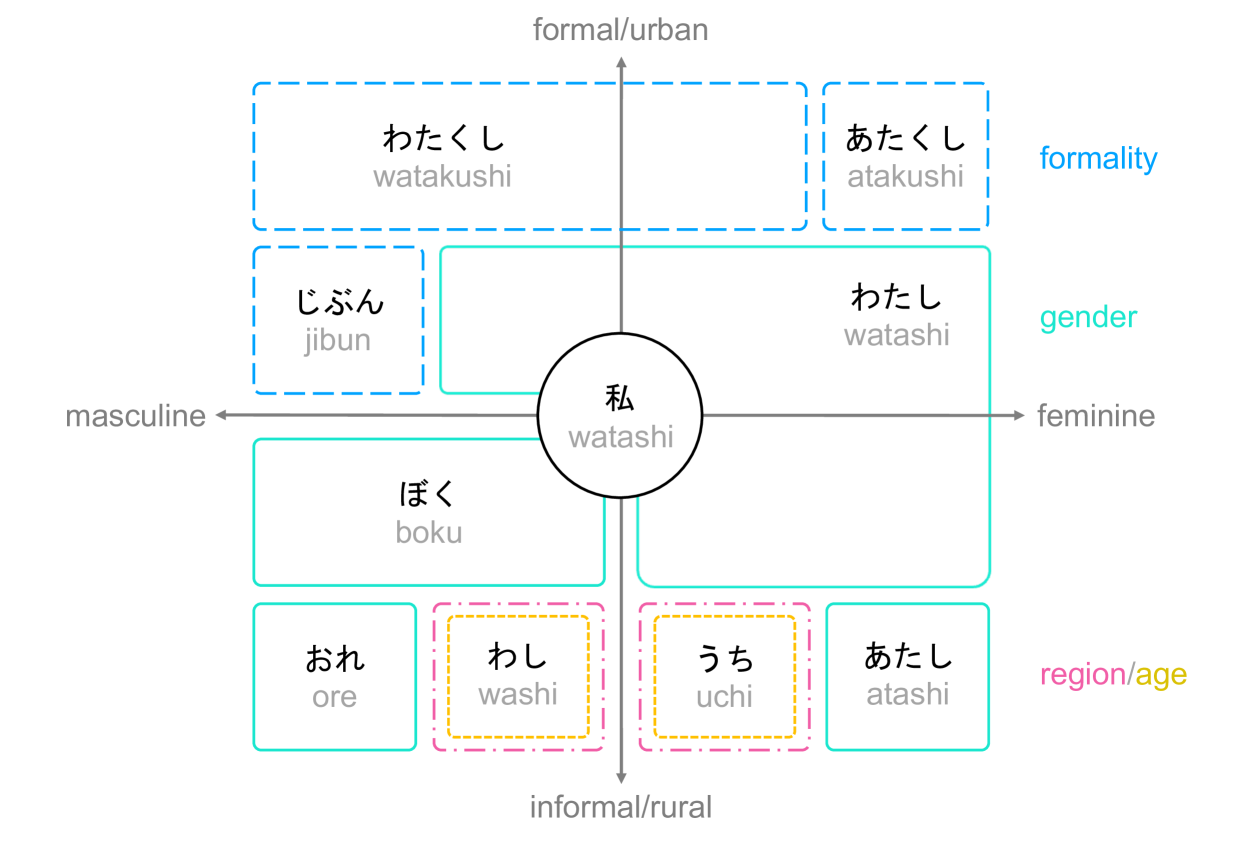 formal/urban
わたくし
watakushi
あたくし
atakushi
formality
じぶん
jibun
わたし
watashi
gender
masculine
私
watashi
feminine
ぼく
boku
おれ
ore
わし
washi
うち
uchi
あたし
atashi
region/age
informal/rural